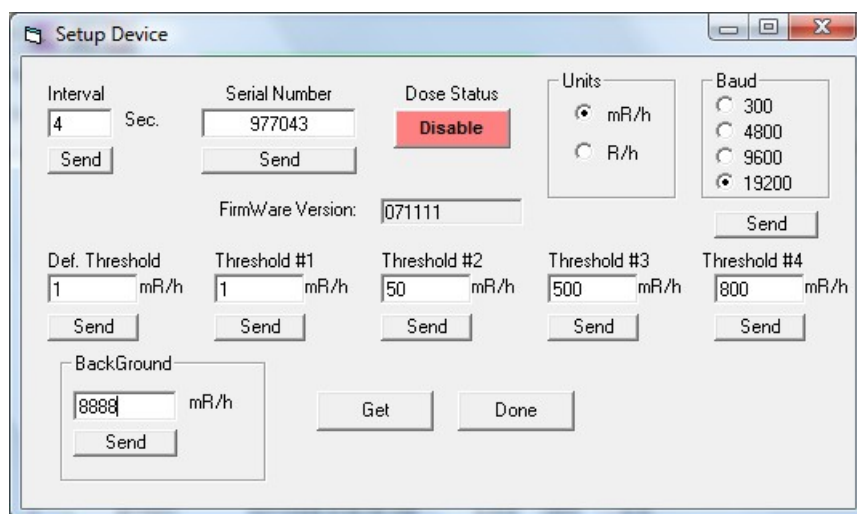 Setup Device
Interval
4 Sec.
Send
Serial Number
977043
Send
Dose Status
Disable
Units
mR/h
R/h
Baud
300
4800
9600
19200
Send
FirmWare Version: 071111
Def. Threshold
1 mR/h
Send
Threshold #1
1 mR/h
Send
Threshold #2
50 mR/h
Send
Threshold #3
500 mR/h
Send
Threshold #4
800 mR/h
Send
BackGround
8888 mR/h
Send
Get
Done